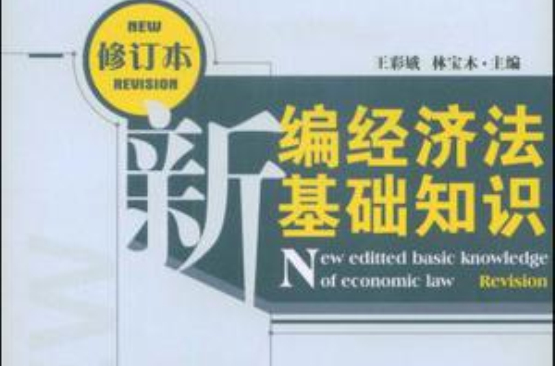 NEW
修订本
REVISION
王彩娥 林宝木·主编
新编经济法
基础知识
New editted basic knowledge
of economic law Revision